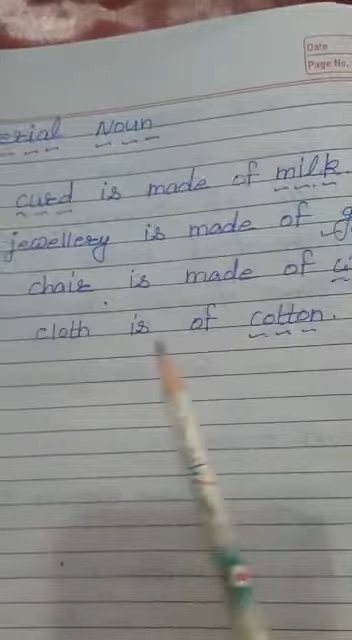 Date
Page No.
erial Noun
curd is made of milk.
jewellery is made of g
chair is made of
cloth is of cotton.